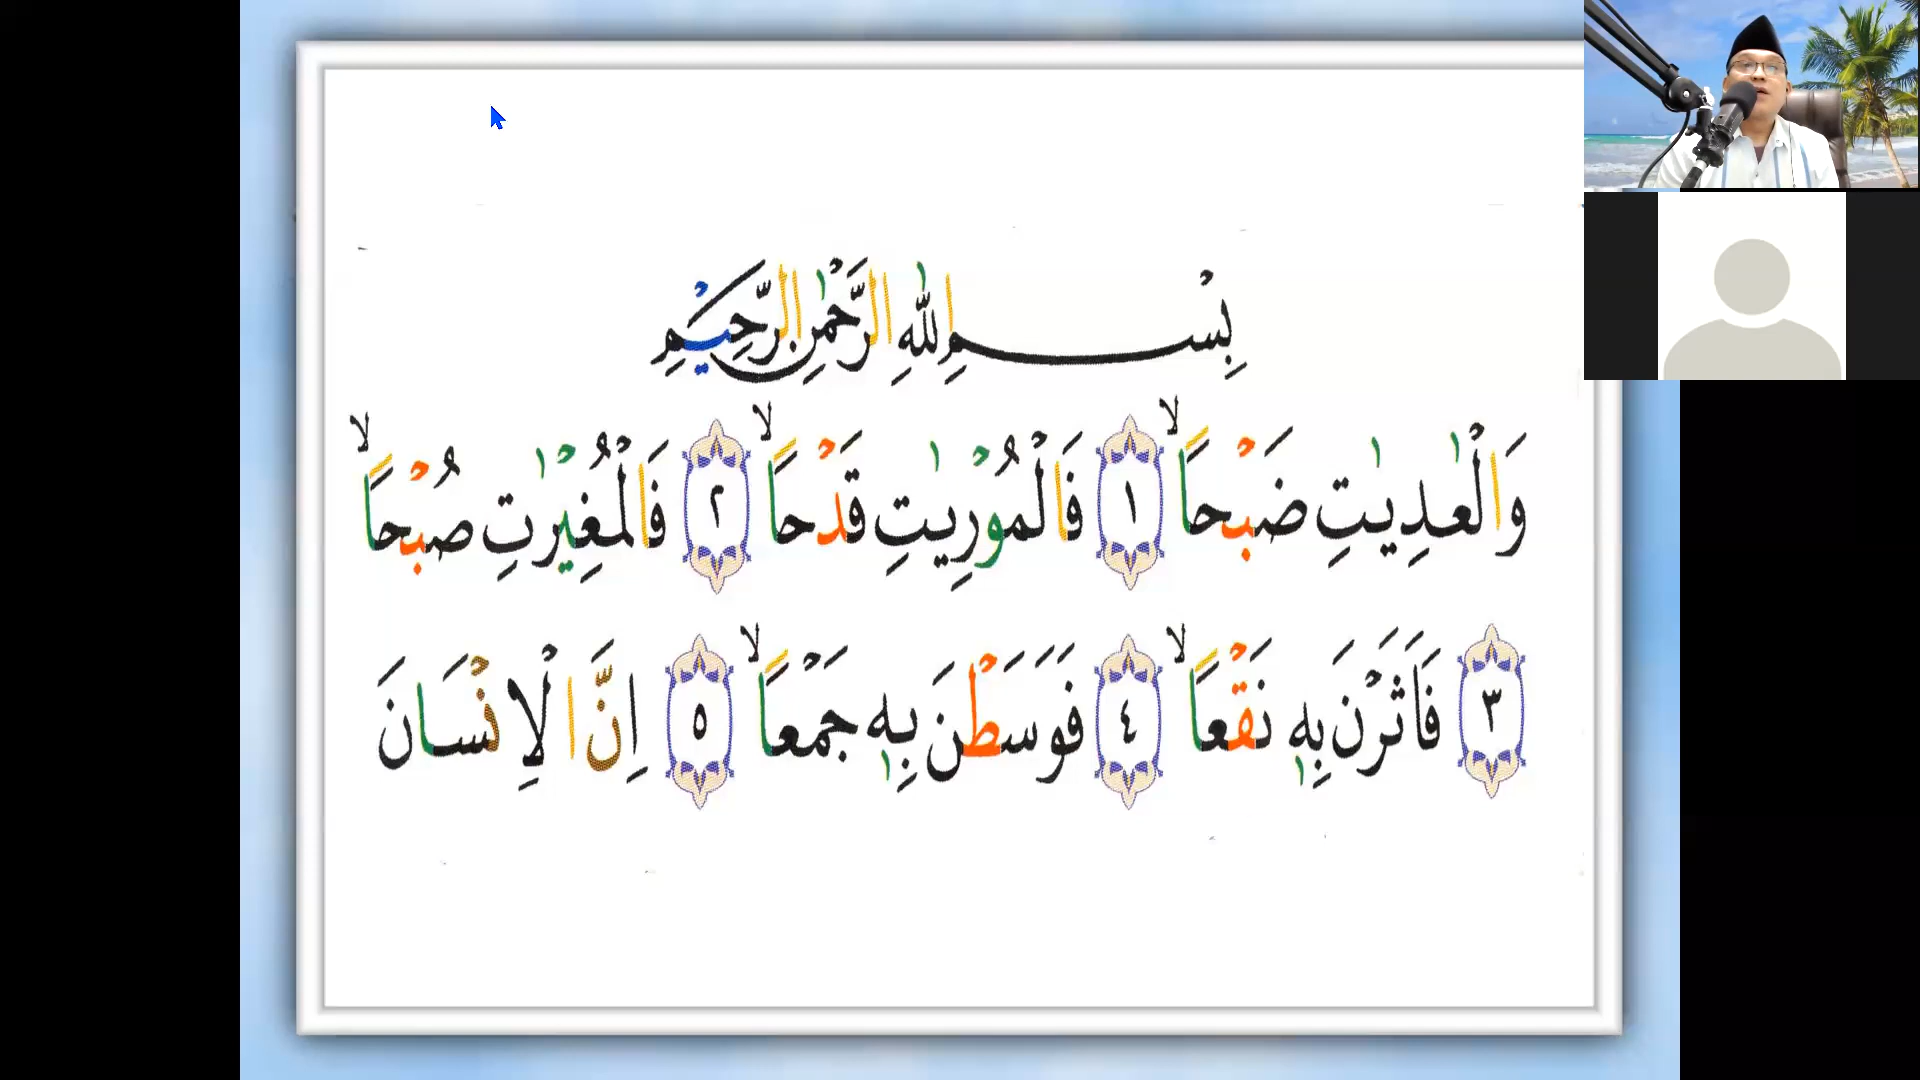 بِسْمِ اللّٰهِ الرَّحْمٰنِ الرَّحِيْمِ
وَالْعٰدِيٰتِ ضَبْحًاۙ ١ فَالْمُوْرِيٰتِ قَدْحًاۙ ٢ فَالْمُغِيْرٰتِ صُبْحًاۙ
٣ فَاَثَرْنَ بِهٖ نَقْعًاۙ ٤ فَوَسَطْنَ بِهٖ جَمْعًاۙ ٥ اِنَّ الْاِنْسَانَ